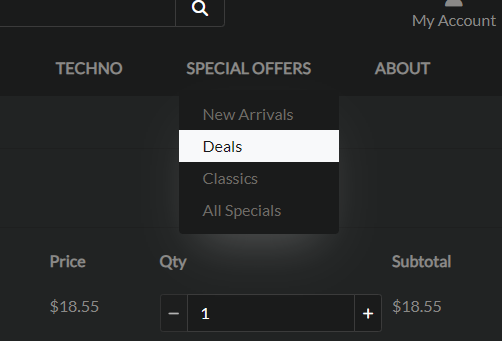 My Account
TECHNO SPECIAL OFFERS ABOUT
New Arrivals
Deals
Classics
All Specials
Price Qty Subtotal
$18.55 − 1 + $18.55